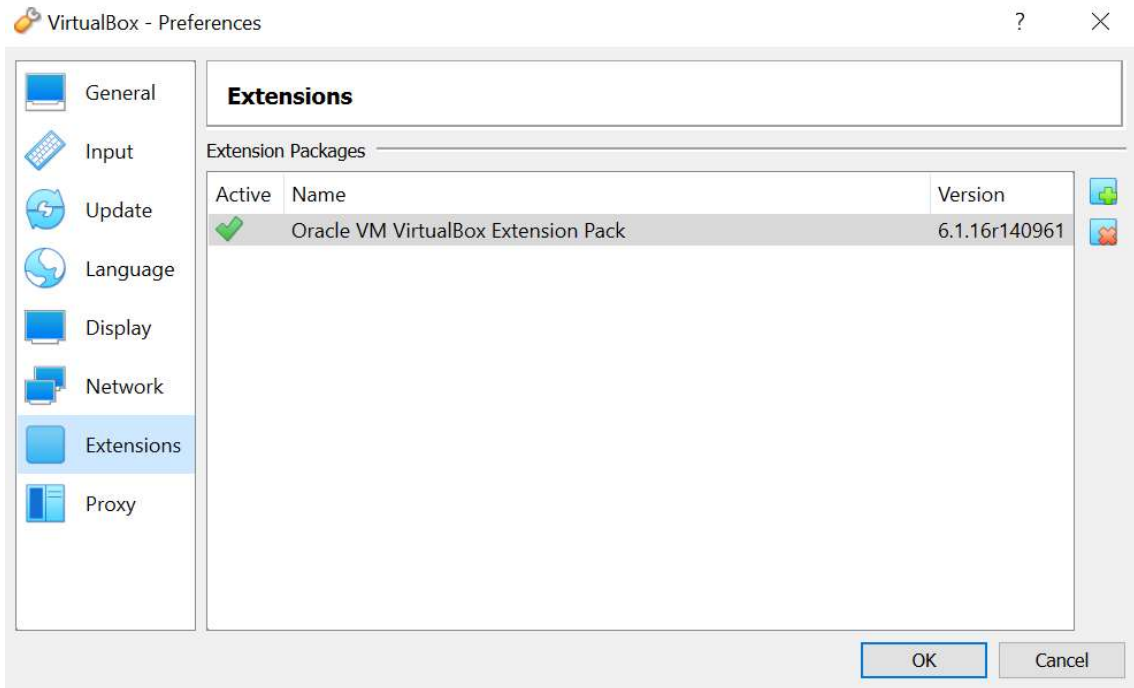 VirtualBox - Preferences ?
General
Input
Update
Language
Display
Network
Extensions
Proxy
Extensions
Extension Packages
Active Name Version
Oracle VM VirtualBox Extension Pack 6.1.16r140961
OK Cancel